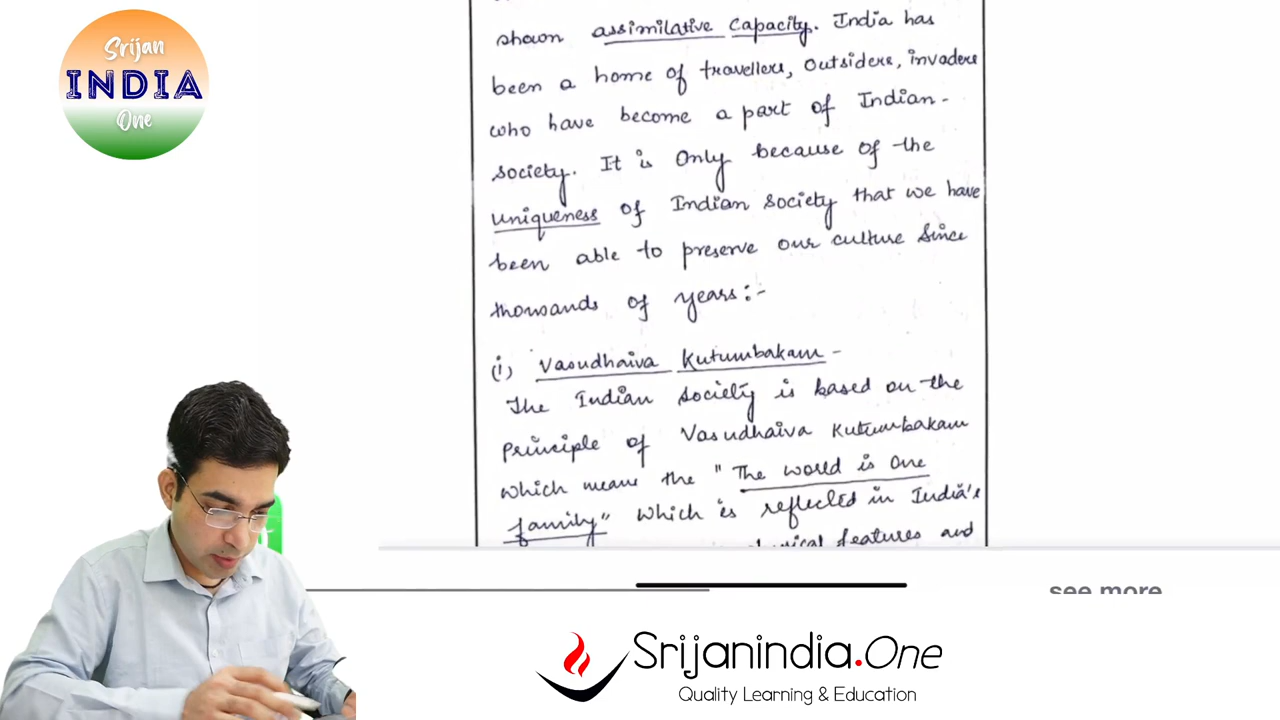 Srijan
INDIA
One
shown assimilative capacity. India has
been a home of travellers, outsiders, invaders
who have become a part of Indian-
society. It is only because of the
uniqueness of Indian society that we have
been able to preserve our culture since
thousands of years:-
(i) Vasudhaiva Kutumbakam -
The Indian society is based on the
principle of Vasudhaiva Kutumbakam
which means the "The world is One
family" which is reflected in India's
features and
see more
Srijanindia.One
Quality Learning & Education